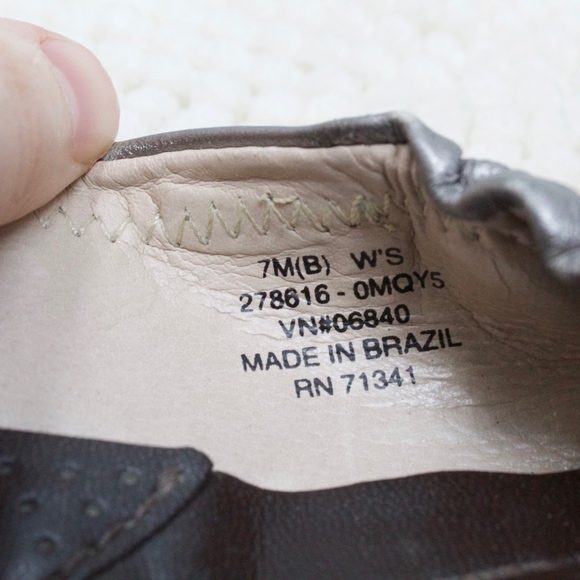 7M(B) W'S
278616 - 0MQY5
VN#06840
MADE IN BRAZIL
RN 71341